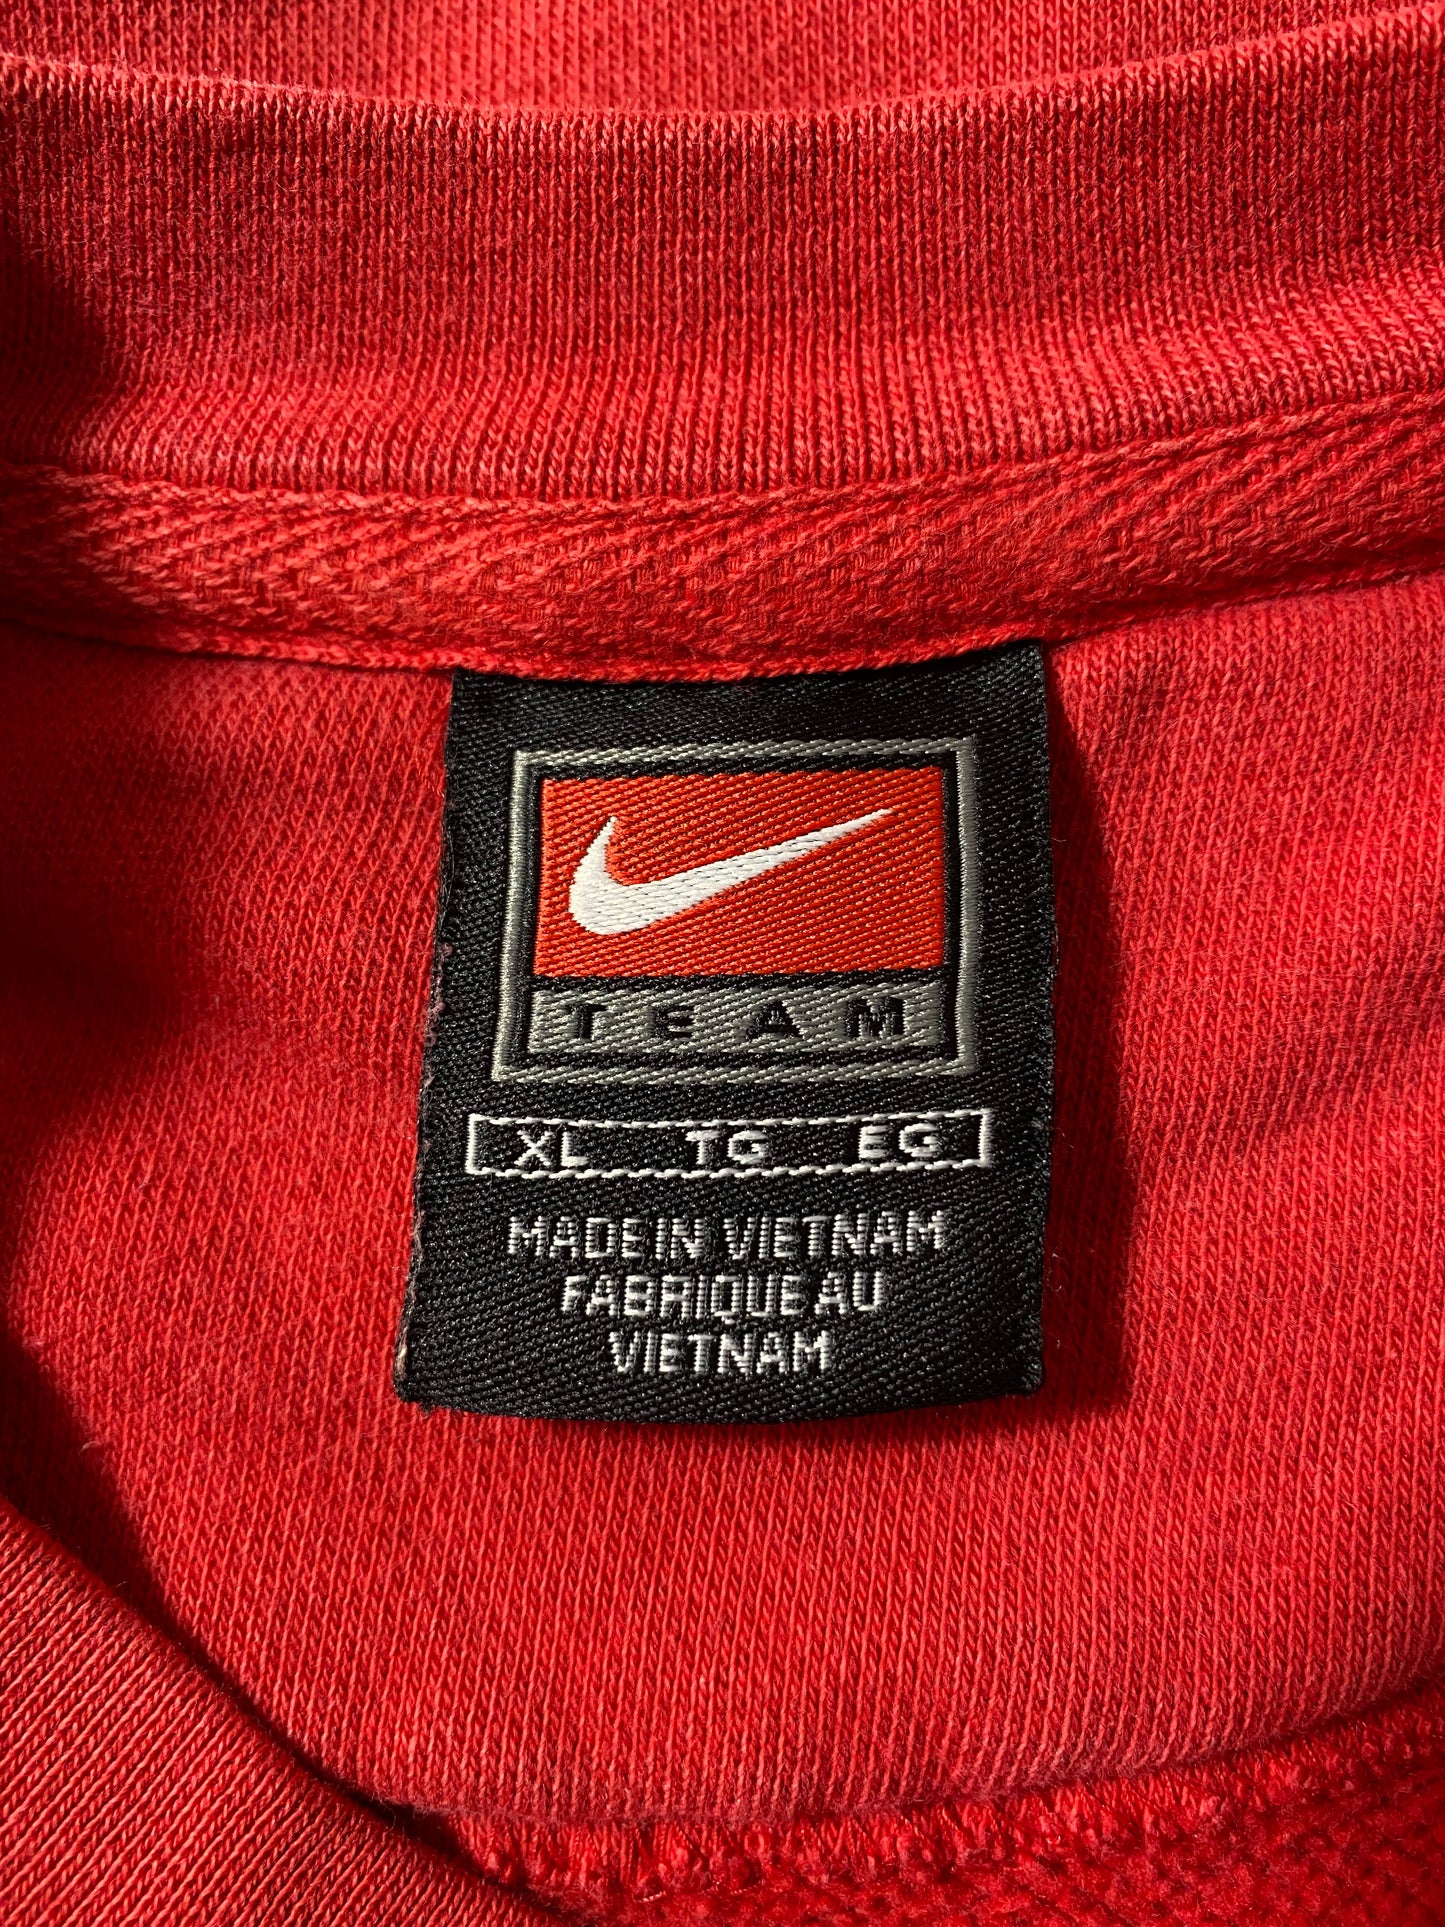 TEAM
XL TG EG
MADE IN VIETNAM
FABRIQUE AU
VIETNAM